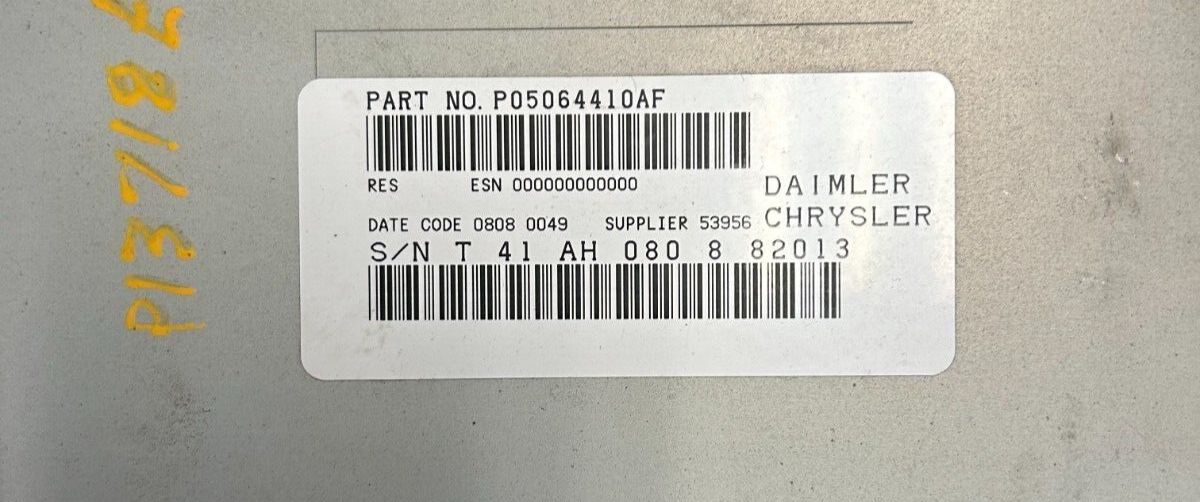 PART NO. P05064410AF
RES ESN 000000000000
DATE CODE 0808 0049 SUPPLIER 53956
DAIMLER
CHRYSLER
S/N T 41 AH 080 8 82013